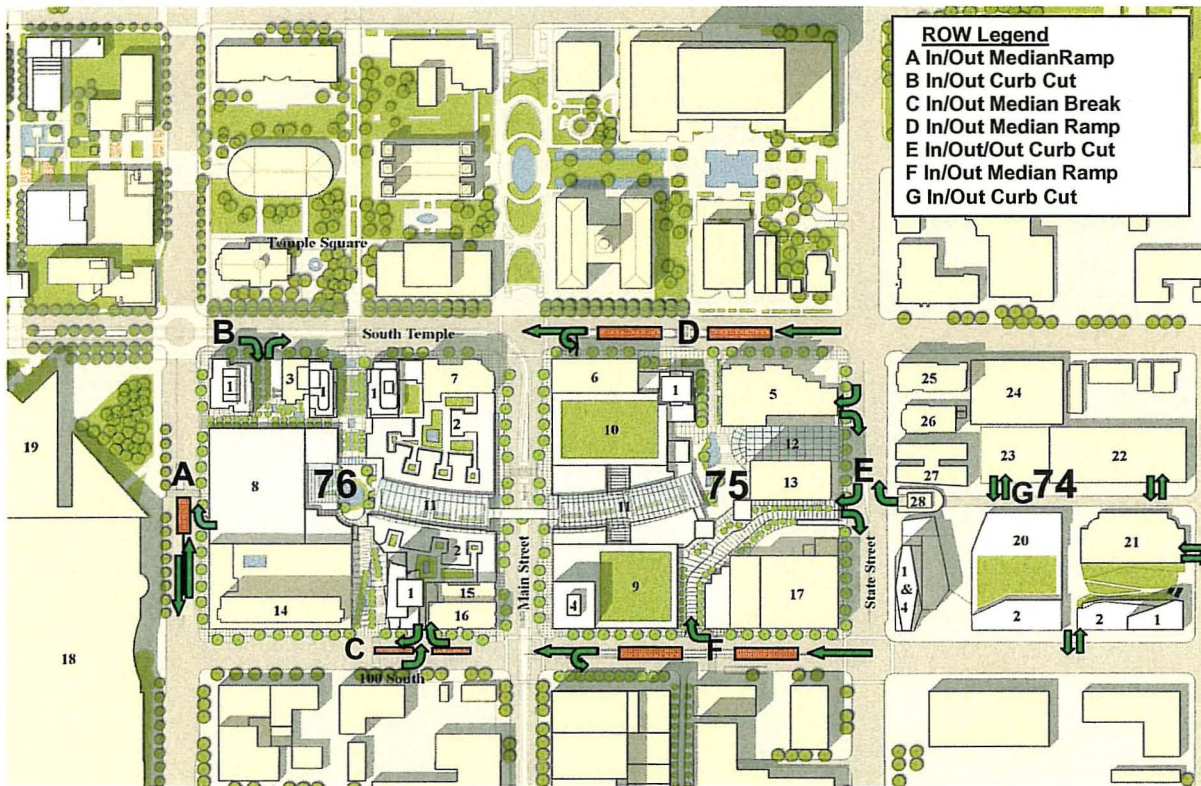 ROW Legend
A In/Out MedianRamp
B In/Out Curb Cut
C In/Out Median Break
D In/Out Median Ramp
E In/Out/Out Curb Cut
F In/Out Median Ramp
G In/Out Curb Cut
Temple Square
B
South Temple
D
1
3
1
1
7
6
1
5
25
24
2
26
19
10
12
23
22
A
8
76
11
11
75
13
E
27
28
G
74
2
20
21
Main Street
State Street
14
1
15
16
4
9
17
1
&
4
2
2
1
18
C
F
100 South